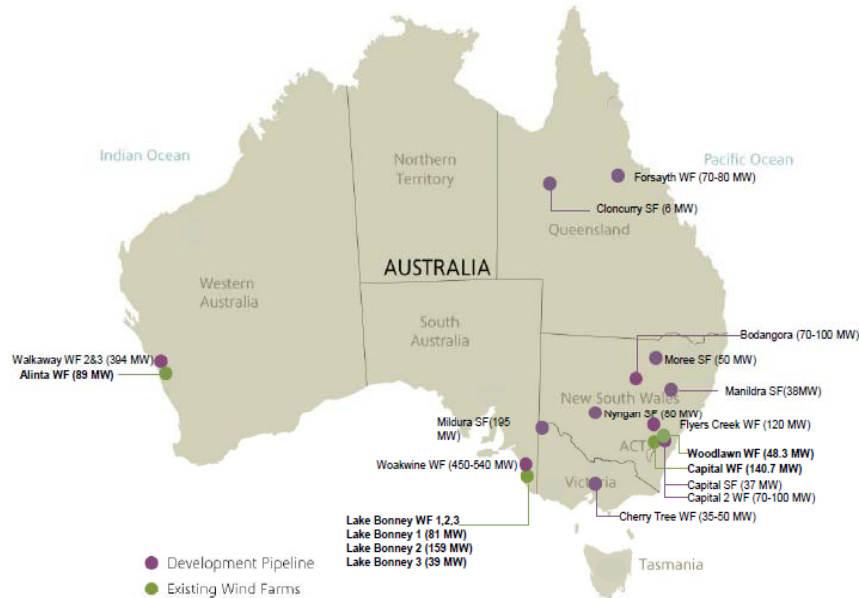 Indian Ocean
Northern
Territory
Pacific Ocean
Forsayth WF (70-80 MW)
Cloncurry SF (6 MW)
Queensland
AUSTRALIA
Western
Australia
South
Australia
Bodangora (70-100 MW)
Walkaway WF 2&3 (394 MW)
Alinta WF (89 MW)
Moree SF (50 MW)
Manildra SF(38MW)
New South Wales
Nyngan SF (80 MW)
Mildura SF(195
MW)
Flyers Creek WF (120 MW)
ACT
Woodlawn WF (48.3 MW)
Woakwine WF (450-540 MW)
Capital WF (140.7 MW)
Capital SF (37 MW)
Victoria
Capital 2 WF (70-100 MW)
Cherry Tree WF (35-50 MW)
Lake Bonney WF 1,2,3
Lake Bonney 1 (81 MW)
Lake Bonney 2 (159 MW)
Lake Bonney 3 (39 MW)
Tasmania
Development Pipeline
Existing Wind Farms